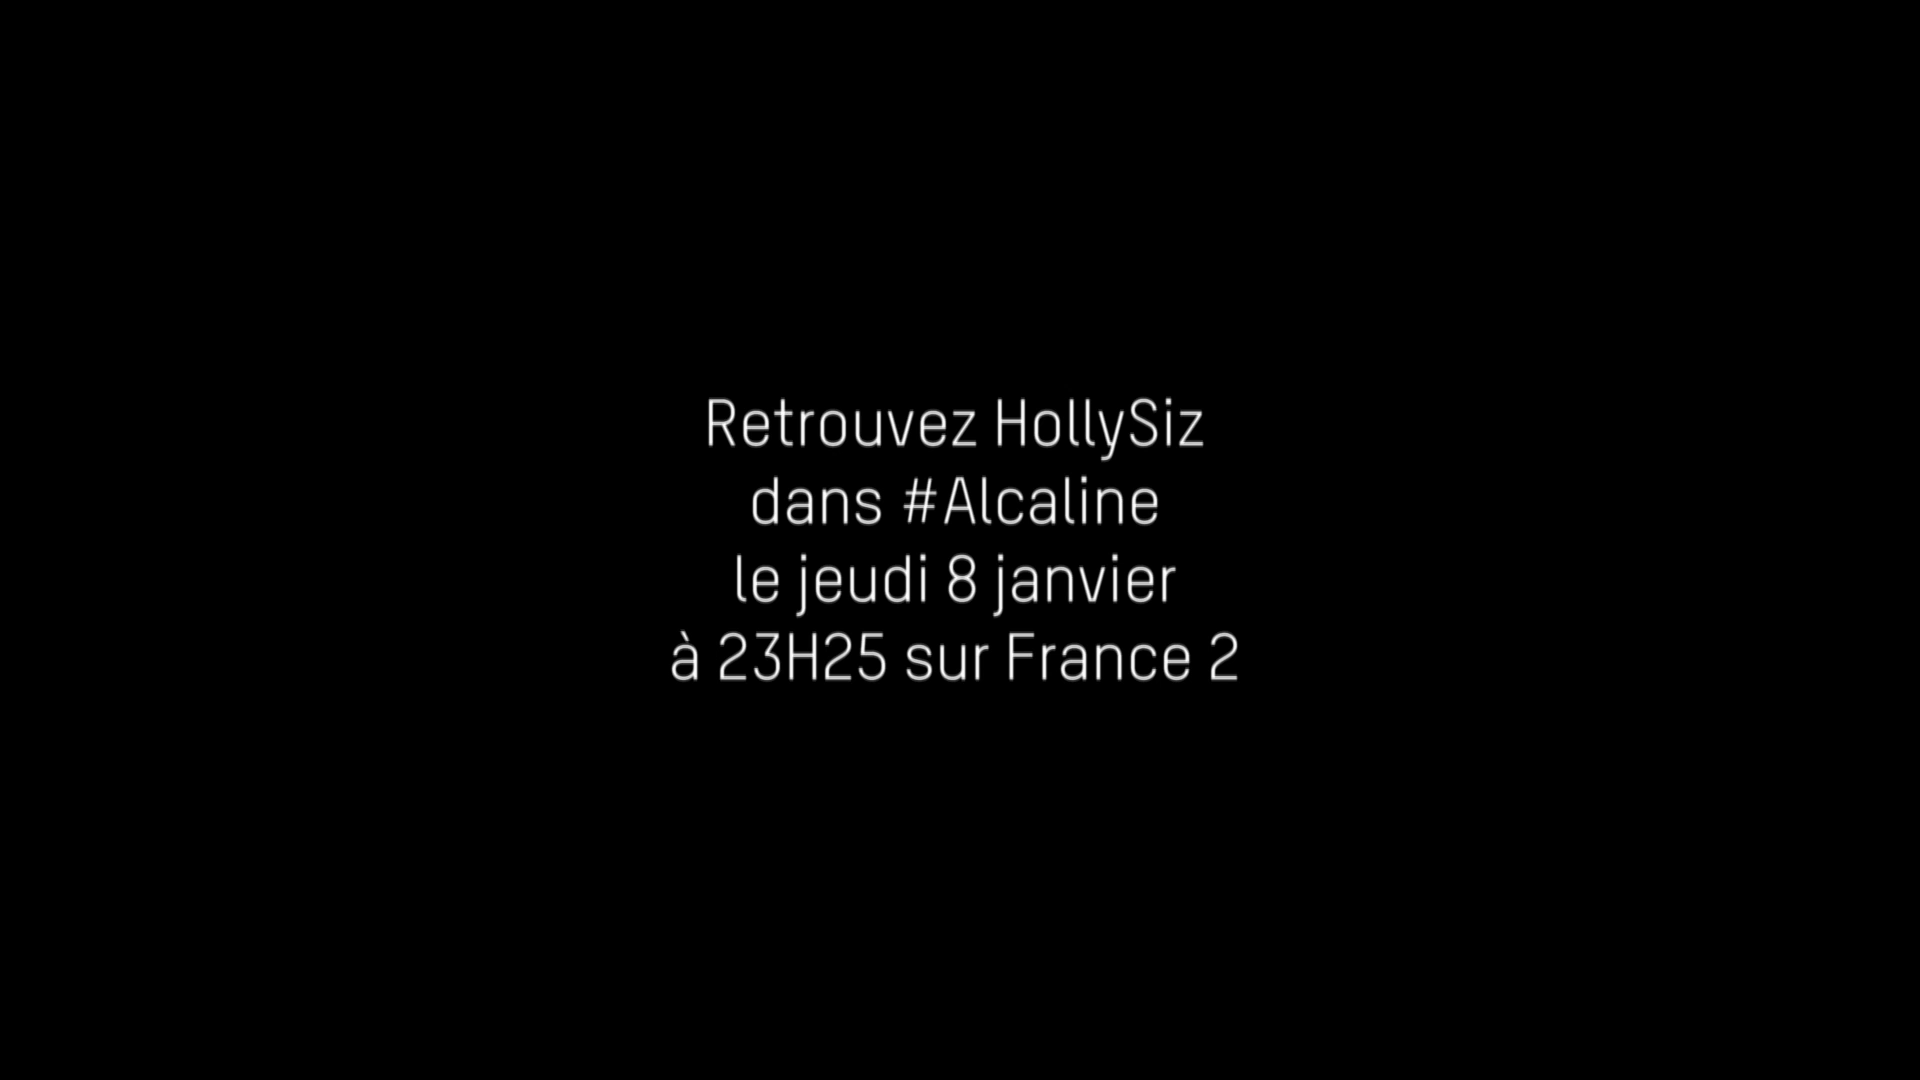 Retrouvez HollySiz
dans #Alcaline
le jeudi 8 janvier
à 23H25 sur France 2